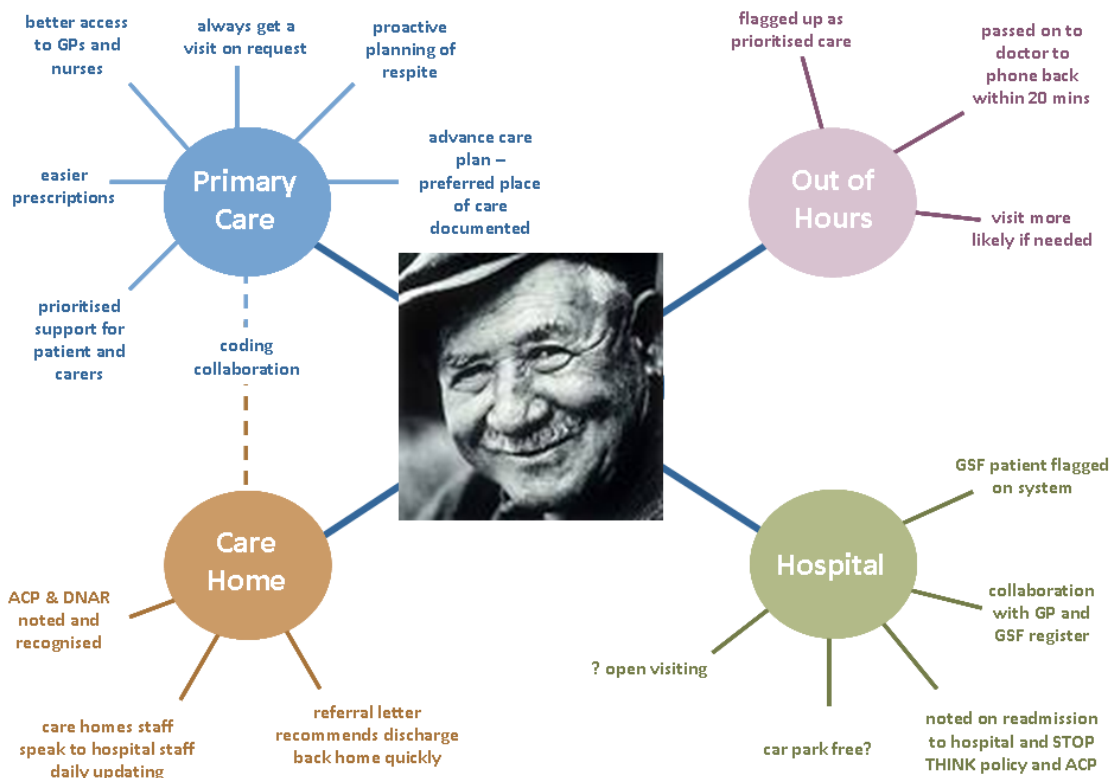 better access
to GPs and
nurses
always get a
visit on request
proactive
planning of
respite
easier
prescriptions
Primary
Care
advance care
plan –
preferred place
of care
documented
prioritised
support for
patient and
carers
coding
collaboration
flagged up as
prioritised care
passed on to
doctor to
phone back
within 20 mins
Out of
Hours
visit more
likely if needed
Care
Home
ACP & DNAR
noted and
recognised
care homes staff
speak to hospital staff
daily updating
referral letter
recommends discharge
back home quickly
Hospital
GSF patient flagged
on system
collaboration
with GP and
GSF register
? open visiting
car park free?
noted on readmission
to hospital and STOP
THINK policy and ACP